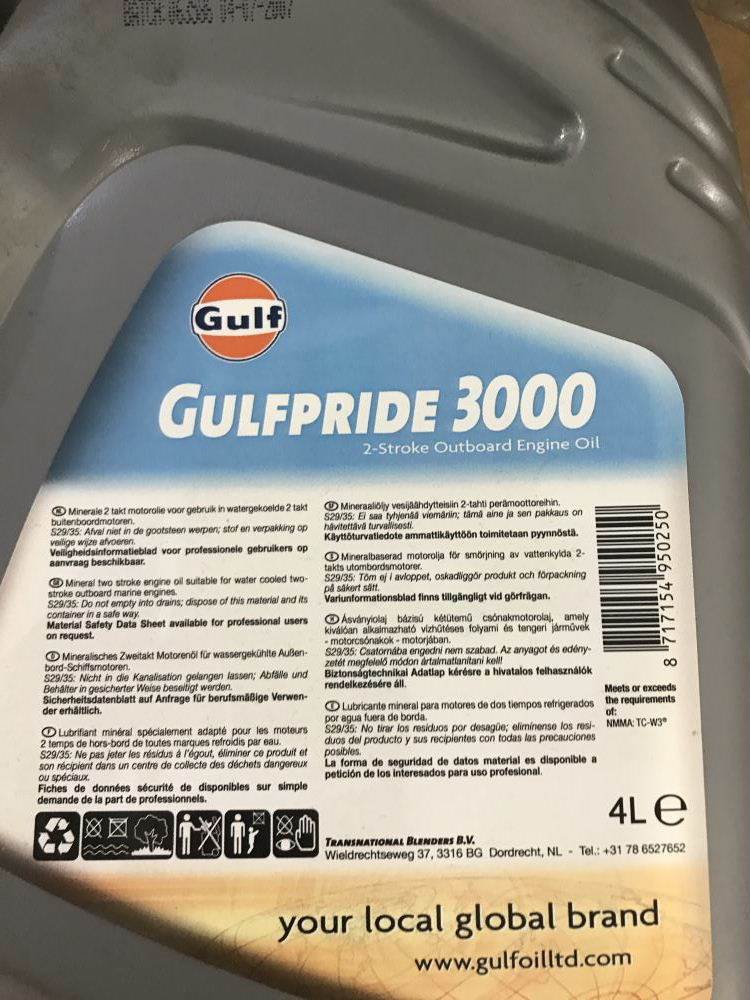 Gulf
GULFPRIDE 3000
2-Stroke Outboard Engine Oil
NL Minerale 2 takt motorolie voor gebruik in watergekoelde 2 takt
buitenboordmotoren.
S29/35: Afval niet in de gootsteen werpen; stof en verpakking op
veilige wijze afvoeren.
Veiligheidsinformatieblad voor professionele gebruikers op
aanvraag beschikbaar.
GB Mineral two stroke engine oil suitable for water cooled two-
stroke outboard marine engines.
S29/35: Do not empty into drains; dispose of this material and its
container in a safe way.
Material Safety Data Sheet available for professional users
on request.
D Mineralisches Zweitakt Motorenöl für wassergekühlte Außen-
bord-Schiffsmotoren.
S29/35: Nicht in die Kanalisation gelangen lassen; Abfälle und
Behälter in gesicherter Weise beseitigt werden.
Sicherheitsdatenblatt auf Anfrage für berufsmäßige Verwen-
der erhältlich.
F Lubrifiant minéral spécialement adapté pour les moteurs
2 temps de hors-bord de toutes marques refroidis par eau.
S29/35: Ne pas jeter les résidus à l'égout, éliminer ce produit et
son récipient dans un centre de collecte des déchets dangereux
ou spéciaux.
Fiches de données sécurité de disponibles sur simple
demande de la part de professionnels.
Mineraaliöljy vesijäähdytteisiin 2-tahti perämoottoreihin.
S29/35: Ei saa tyhjenää viemäriin; tämä aine ja sen pakkaus on
hävitettävä turvallisesti.
Käyttöturvatiedote ammattikäyttöön toimitetaan pyynnöstä.
Mineralbaserad motorolja för smörjning av vattenkylda 2-
takts utombordsmotorer.
S29/35: Töm ej i avloppet, oskadliggör produkt och förpackning
på säkert sätt.
Varuinformationsblad finns tillgängligt vid görfrågan.
H Ásványiolaj bázisú kétütemű csónakmotorolaj, amely
kiválóan alkalmazható vízhűtéses folyami és tengeri járművek
- motorcsónakok - motorjában.
S29/35: Csatornába engedni nem szabad. Az anyagot és edény-
zetét megfelelő módon ártalmatlanítani kell!
Biztonságtechnikai Adatlap kérésre a hivatalos felhasználók
rendelkezésére áll.
Lubricante mineral para motores de dos tiempos refrigerados
por agua fuera de borda.
S29/35: No tirar los residuos por desagüe; eliminense los resi-
duos del producto y sus recipientes con todas las precauciones
posibles.
La forma de seguridad de datos material es disponible a
petición de los interesados para uso profesional.
8 717154 950250
Meets or exceeds
the requirements
of:
NMMA: TC-W3®
4L e
TRANSNATIONAL BLENDERS B.V.
Wieldrechtseweg 37, 3316 BG Dordrecht, NL - Tel.: +31 78 6527652
your local global brand
www.gulfoilltd.com